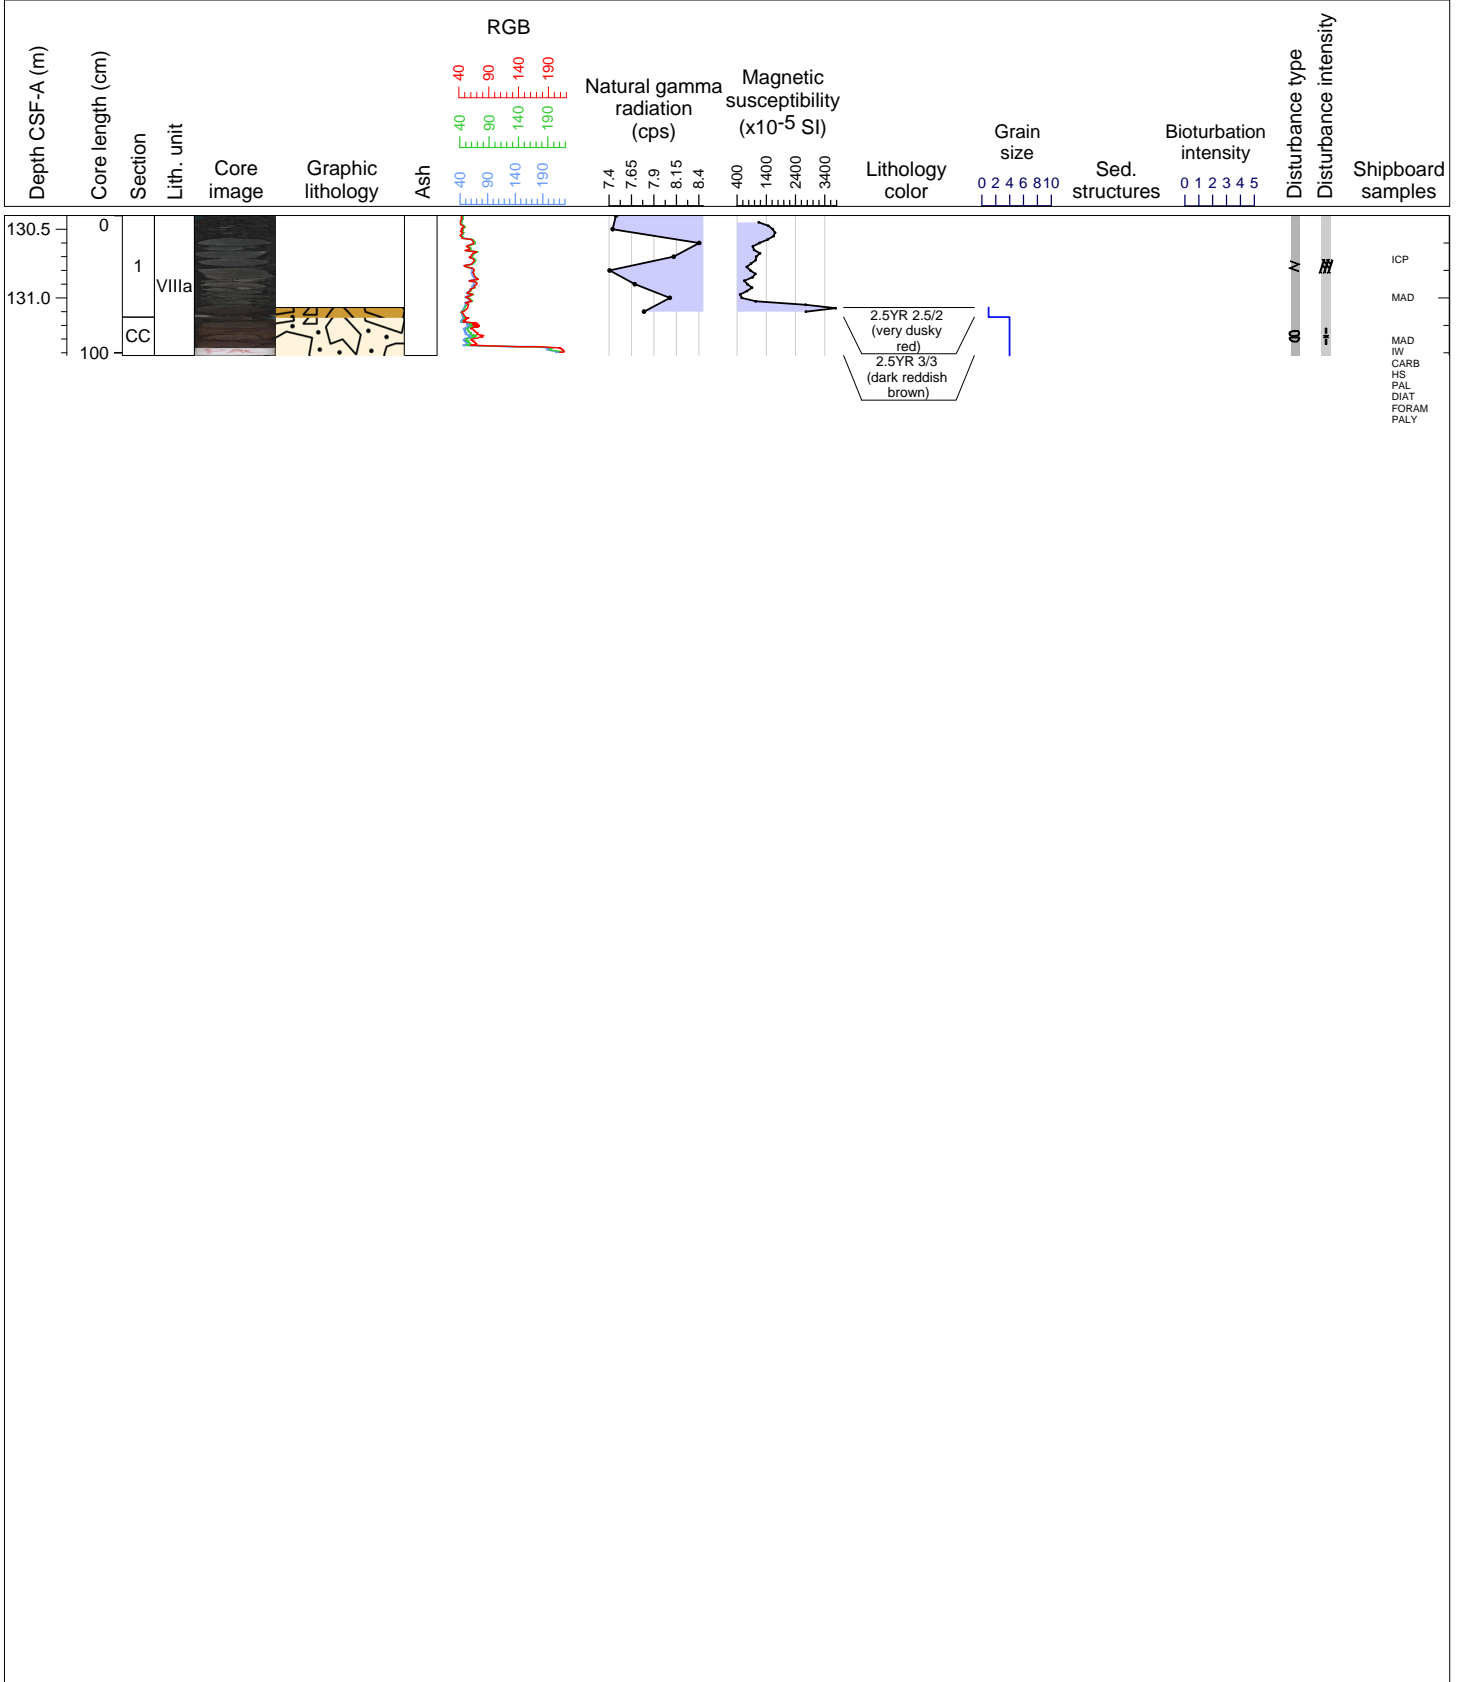 RGB
Depth CSF-A (m)
Core length (cm)
Section
Lith. unit
Core
image
Graphic
lithology
Ash
40 90 140 190
40 90 140 190
40 90 140 190
Natural gamma
radiation
(cps)
7.4 7.65 7.9 8.15 8.4
Magnetic
susceptibility
(x10-5 SI)
400 1400 2400 3400
Lithology
color
Grain
size
0 2 4 6 8 10
Sed.
structures
Bioturbation
intensity
0 1 2 3 4 5
Disturbance type
Disturbance intensity
Shipboard
samples
130.5
131.0
0
100
1
CC
VIIIa
2.5YR 2.5/2
(very dusky
red)
2.5YR 3/3
(dark reddish
brown)
ICP
MAD
MAD
IW
CARB
HS
PAL
DIAT
FORAM
PALY